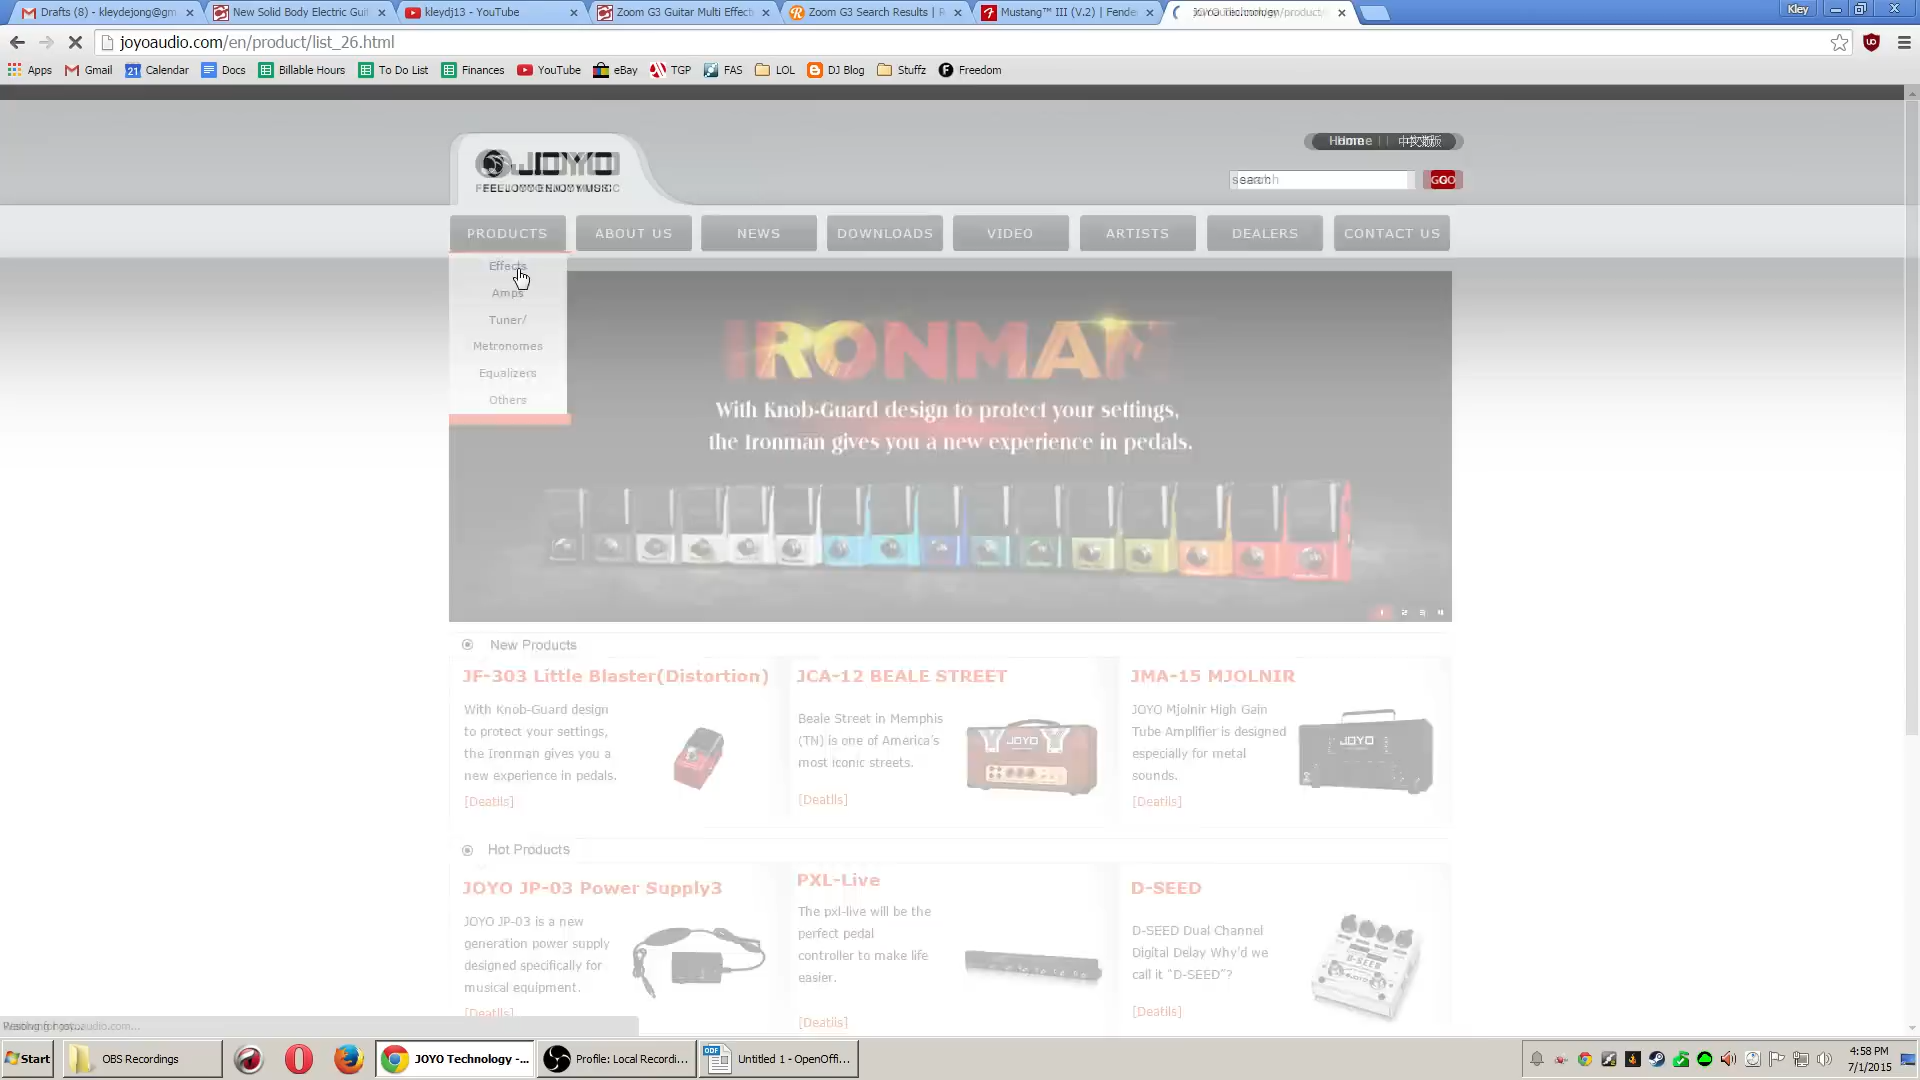 Drafts (8) - kleydejong@gm
New Solid Body Electric Guit
kleydj13 - YouTube
Zoom G3 Guitar Multi Effect
Zoom G3 Search Results | R
Mustang™ III (V.2) | Fende
JOYO Technology
Kley
joyoaudio.com/en/product/list_26.html
Apps
Gmail
21
Calendar
Docs
Billable Hours
To Do List
Finances
YouTube
eBay
TGP
FAS
LOL
DJ Blog
Stuffz
Freedom
Home | 中文版
JOYO
FEEL JOYO ENJOY MUSIC
search
GO
PRODUCTS
ABOUT US
NEWS
DOWNLOADS
VIDEO
ARTISTS
DEALERS
CONTACT US
Effects
Amps
Tuner/
Metronomes
Equalizers
Others
IRONMAN
With Knob-Guard design to protect your settings,
the Ironman gives you a new experience in pedals.
1 2 3 4
New Products
JF-303 Little Blaster(Distortion)
With Knob-Guard design
to protect your settings,
the Ironman gives you a
new experience in pedals.
[Deatils]
JCA-12 BEALE STREET
Beale Street in Memphis
(TN) is one of America's
most iconic streets.
[Deatils]
JOYO
JMA-15 MJOLNIR
JOYO Mjolnir High Gain
Tube Amplifier is designed
especially for metal
sounds.
[Deatils]
JOYO
Hot Products
JOYO JP-03 Power Supply3
JOYO JP-03 is a new
generation power supply
designed specifically for
musical equipment.
[Deatils]
PXL-Live
The pxl-live will be the
perfect pedal
controller to make life
easier.
[Deatils]
D-SEED
D-SEED Dual Channel
Digital Delay Why'd we
call it "D-SEED"?
[Deatils]
D-SEED
Start
OBS Recordings
JOYO Technology -...
Profile: Local Recordi...
Untitled 1 - OpenOffi...
4:58 PM
7/1/2015